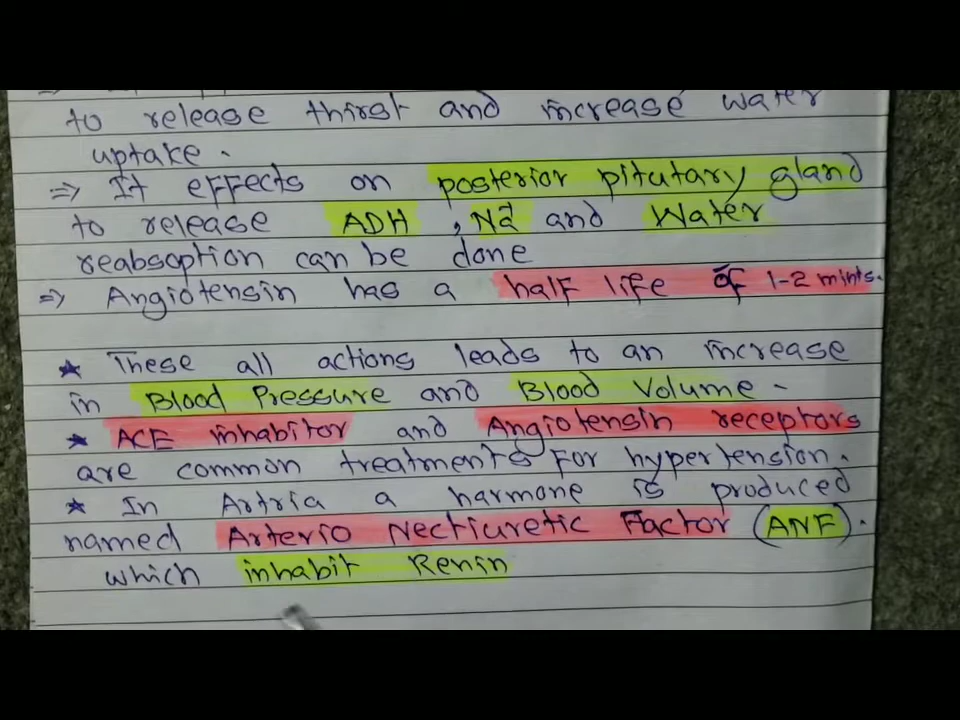 to release thirst and increase water
uptake.
⇒ It effects on posterior pitutary gland
to release ADH, Na⁺ and Water
reabsoption can be done
⇒ Angiotensin has a half life of 1-2 mints.
* These all actions leads to an increase
in Blood Pressure and Blood Volume -
* ACE inhabitor and Angiotensin receptors
are common treatments for hypertension.
* In Artria a harmone is produced
named Arterio Nectiuretic Factor (ANF).
which inhabit Renin